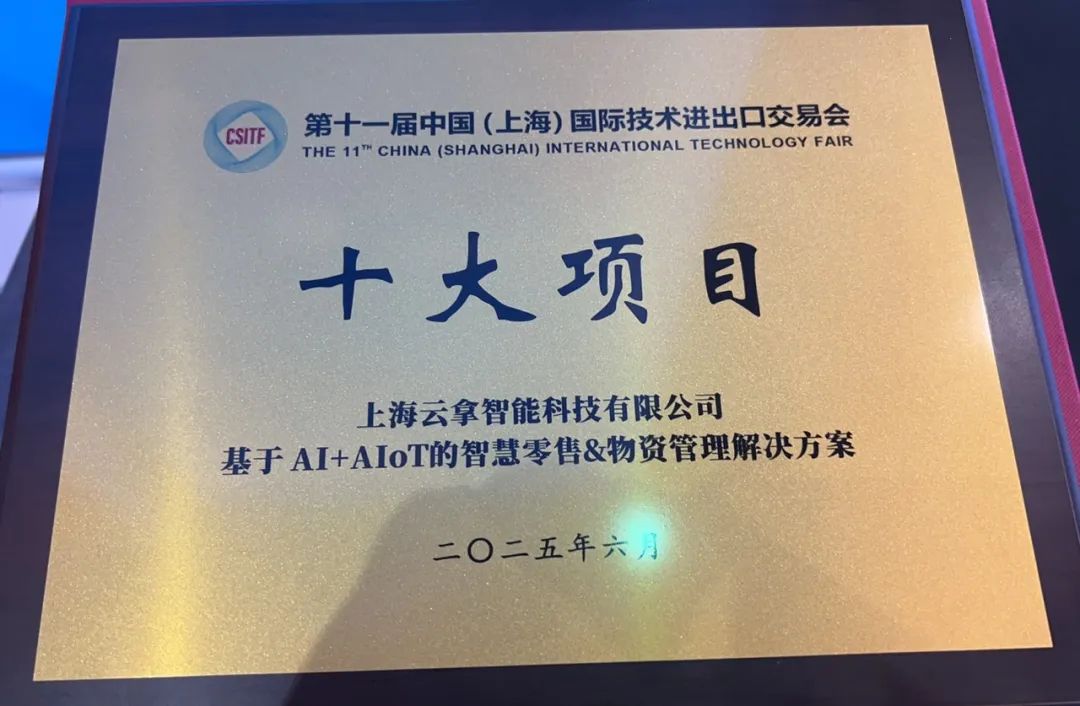 CSITF
第十一届中国(上海)国际技术进出口交易会
THE 11TH CHINA (SHANGHAI) INTERNATIONAL TECHNOLOGY FAIR
十大项目
上海云拿智能科技有限公司
基于 AI+AIoT的智慧零售&物资管理解决方案
二〇二五年六月